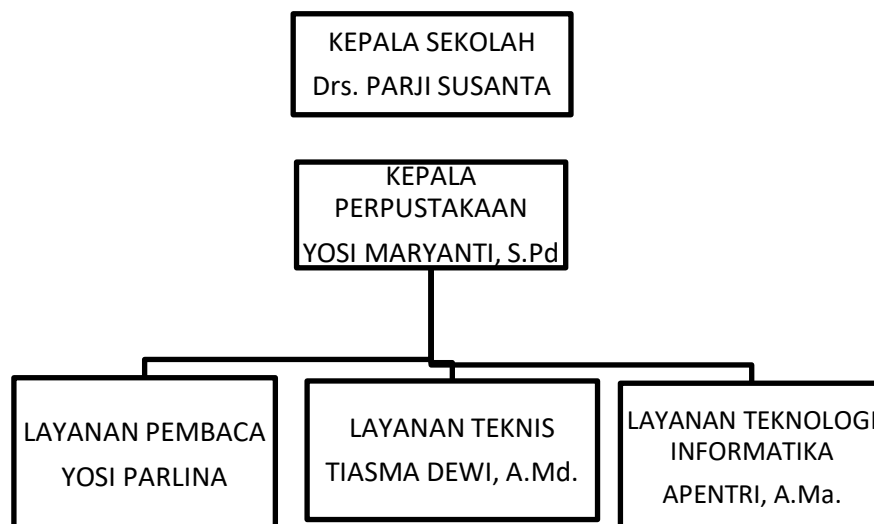 KEPALA SEKOLAH
Drs. PARJI SUSANTA
KEPALA
PERPUSTAKAAN
YOSI MARYANTI, S.Pd
LAYANAN PEMBACA
YOSI PARLINA
LAYANAN TEKNIS
TIASMA DEWI, A.Md.
LAYANAN TEKNOLOGI
INFORMATIKA
APENTRI, A.Ma.